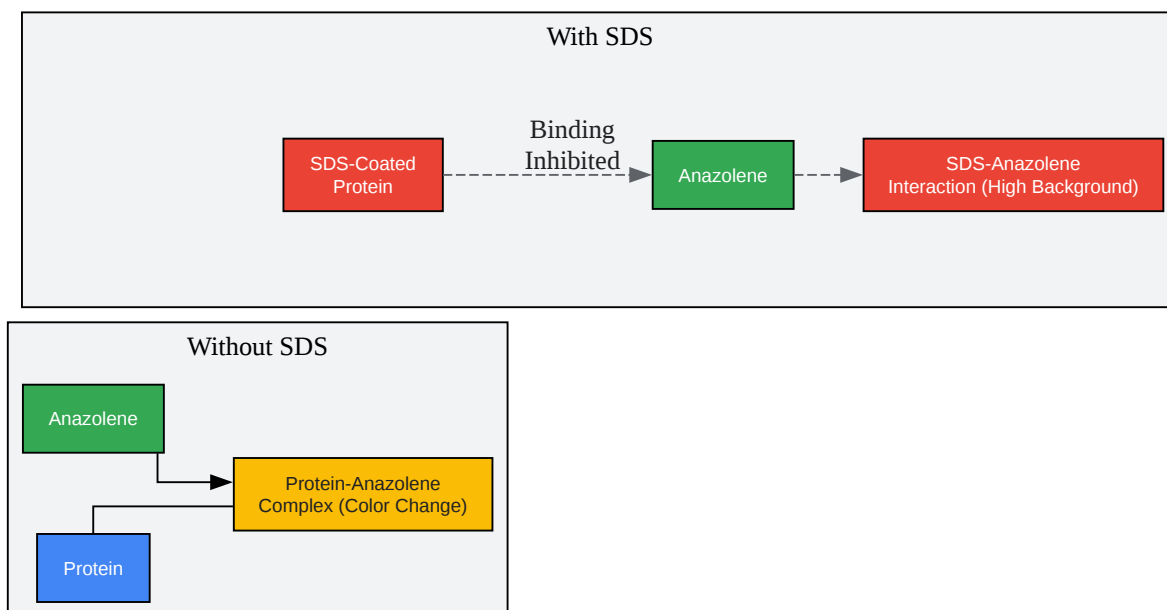 With SDS
Binding
Inhibited
SDS-Coated
Protein
Anazolene
SDS-Anazolene
Interaction (High Background)
Without SDS
Anazolene
Protein-Anazolene
Complex (Color Change)
Protein